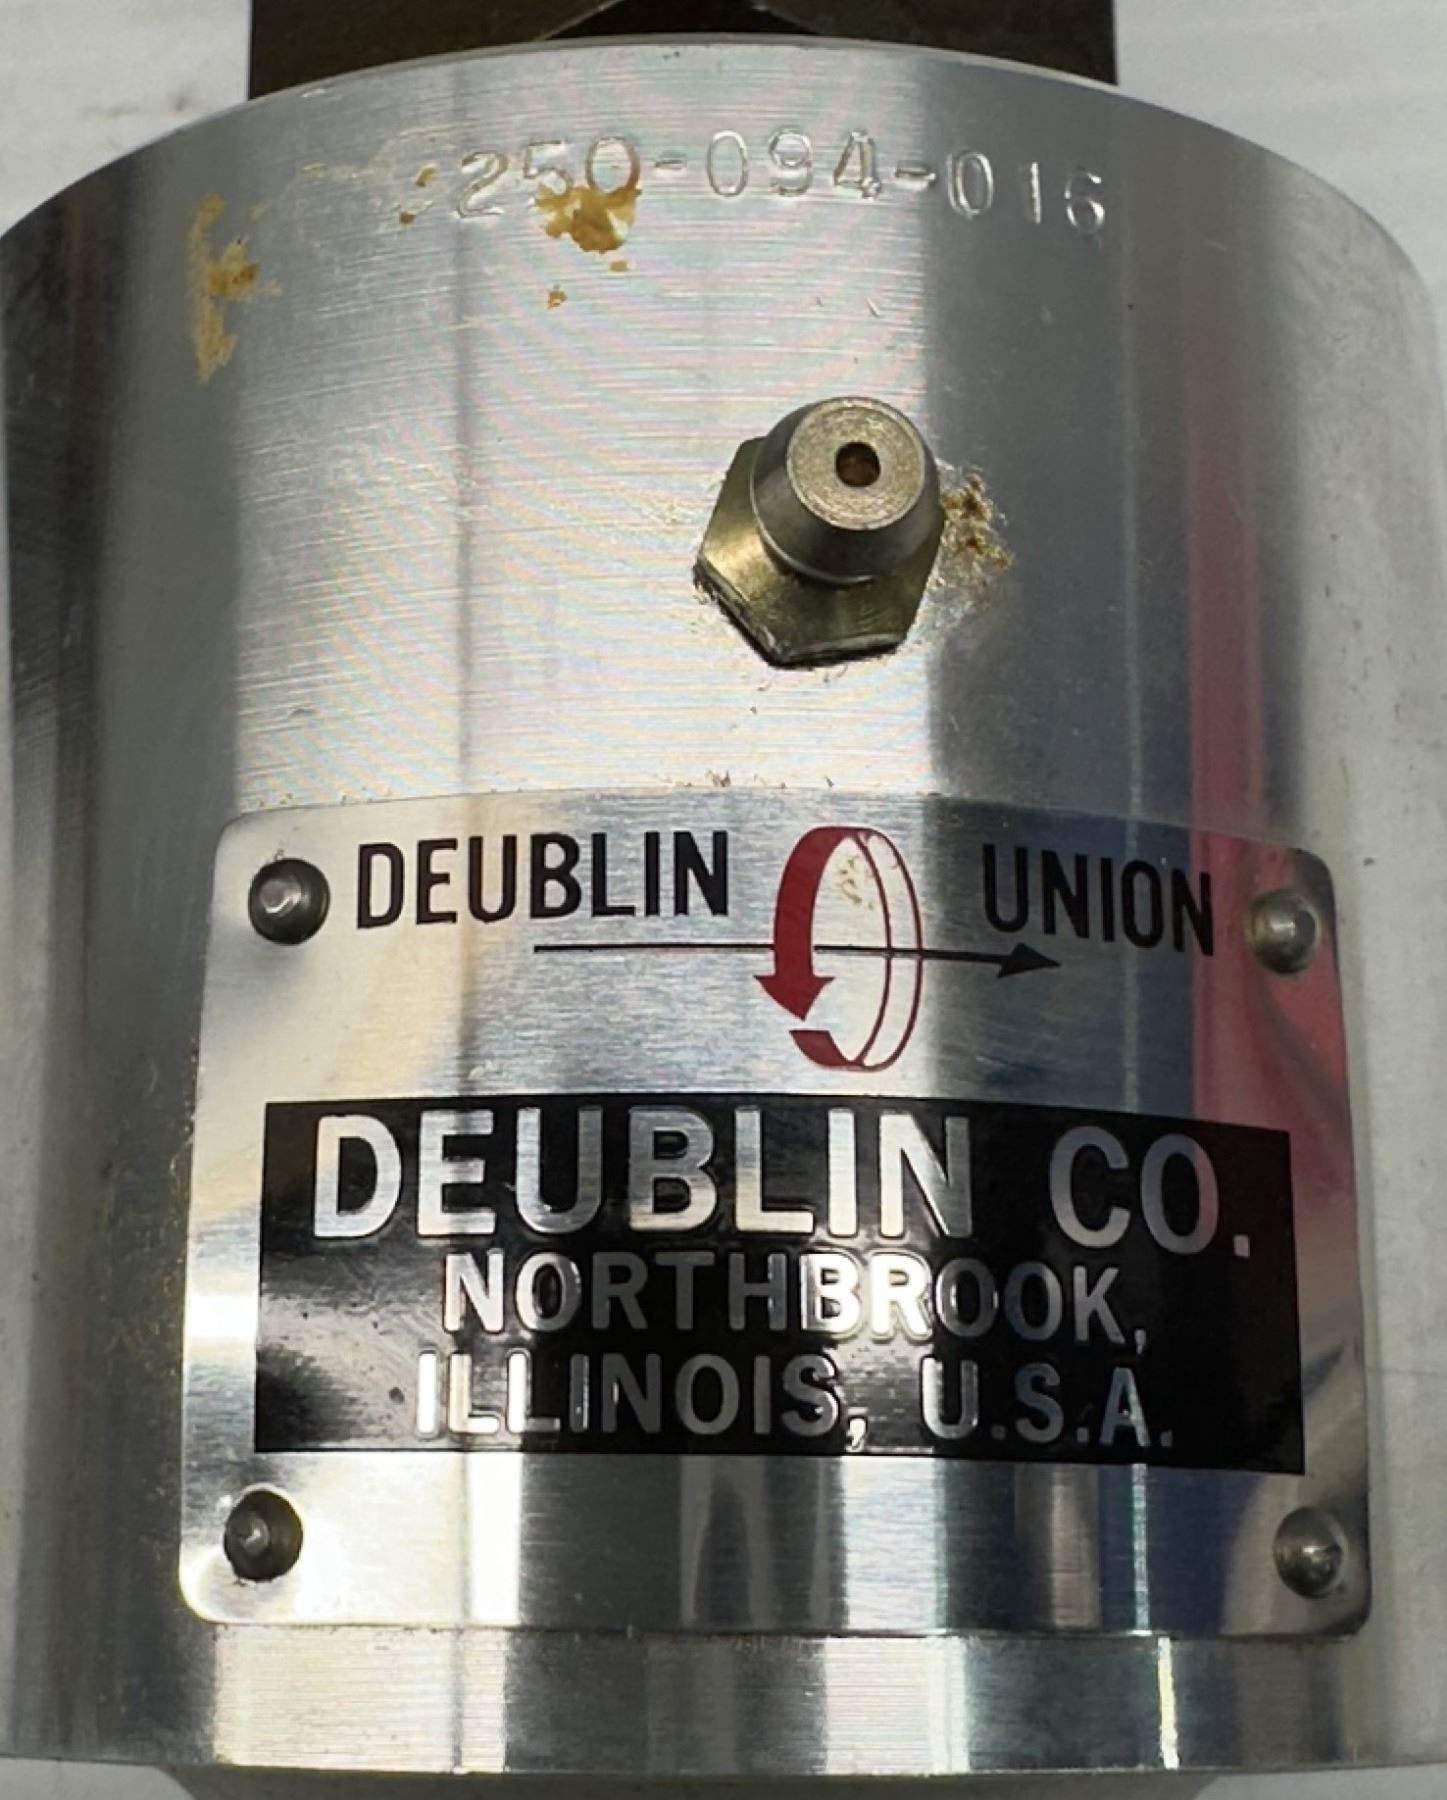 250-094-016
DEUBLIN UNION
DEUBLIN CO.
NORTHBROOK,
ILLINOIS, U.S.A.